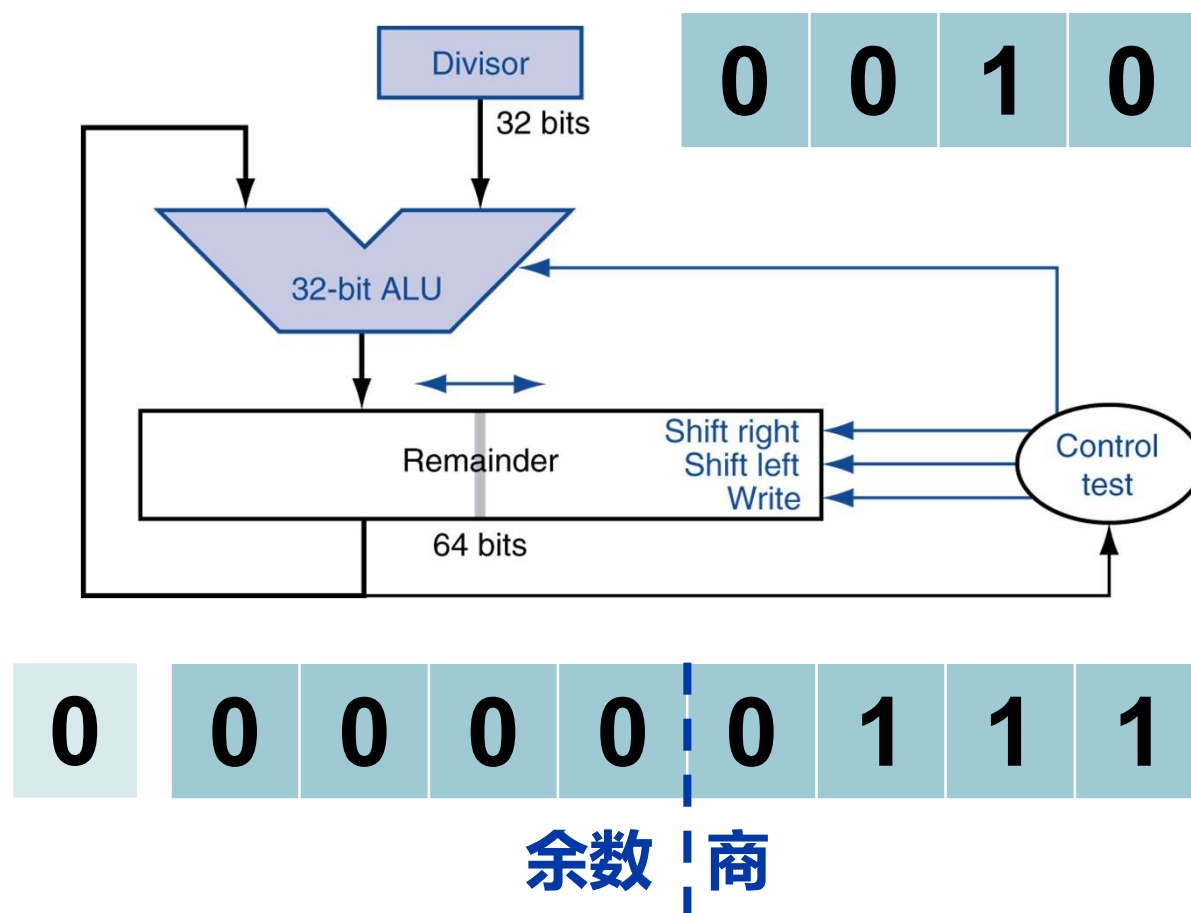 Divisor
0 0 1 0
32 bits
32-bit ALU
Shift right
Remainder
Shift left
Write
Control
test
64 bits
0 0 0 0 0 0 1 1 1
余数 商